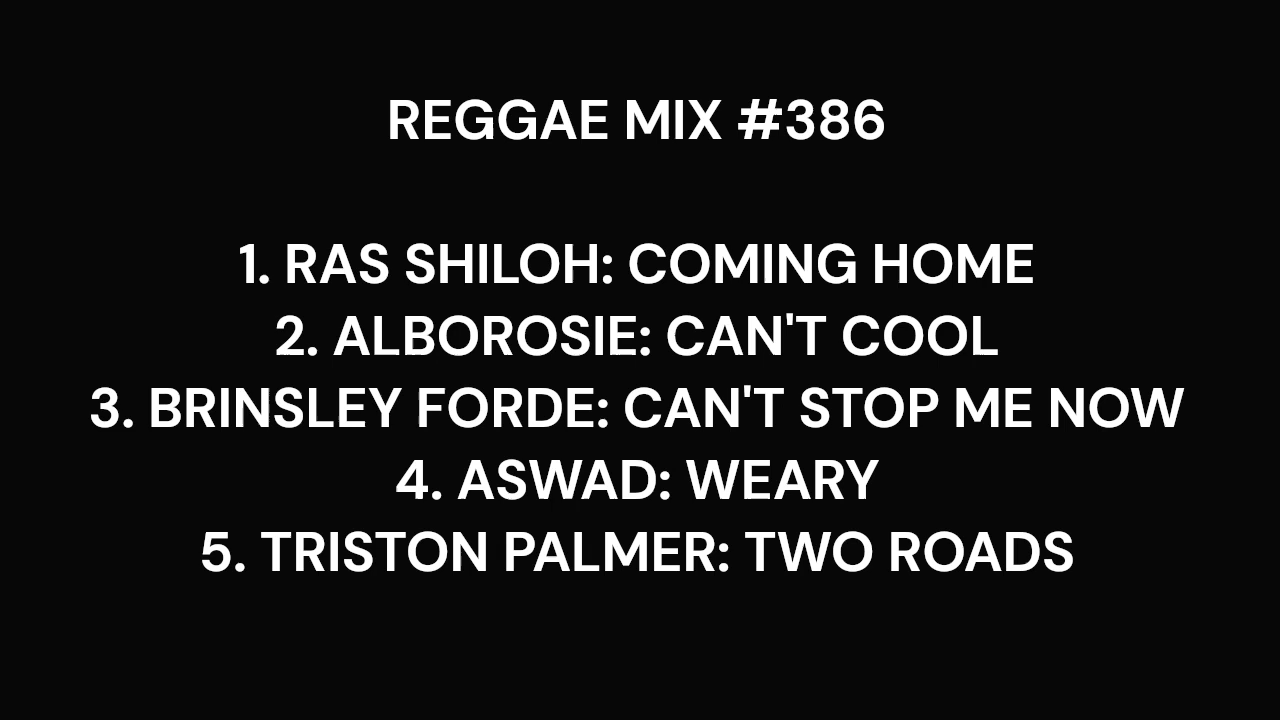 REGGAE MIX #386
1. RAS SHILOH: COMING HOME
2. ALBOROSIE: CAN'T COOL
3. BRINSLEY FORDE: CAN'T STOP ME NOW
4. ASWAD: WEARY
5. TRISTON PALMER: TWO ROADS